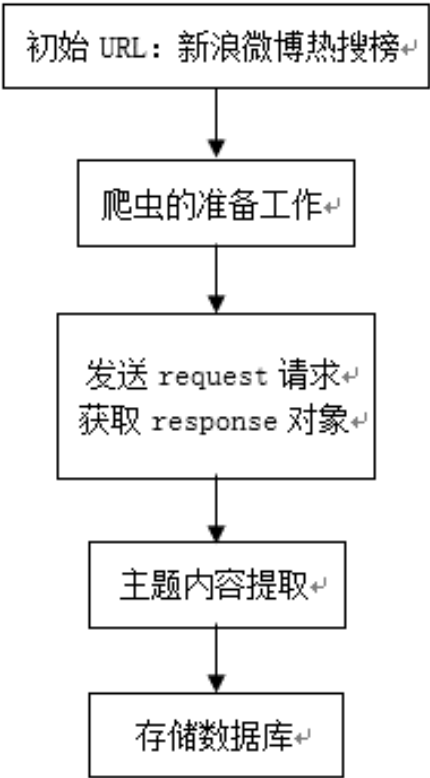 初始 URL：新浪微博热搜榜
爬虫的准备工作
发送 request 请求
获取 response 对象
主题内容提取
存储数据库